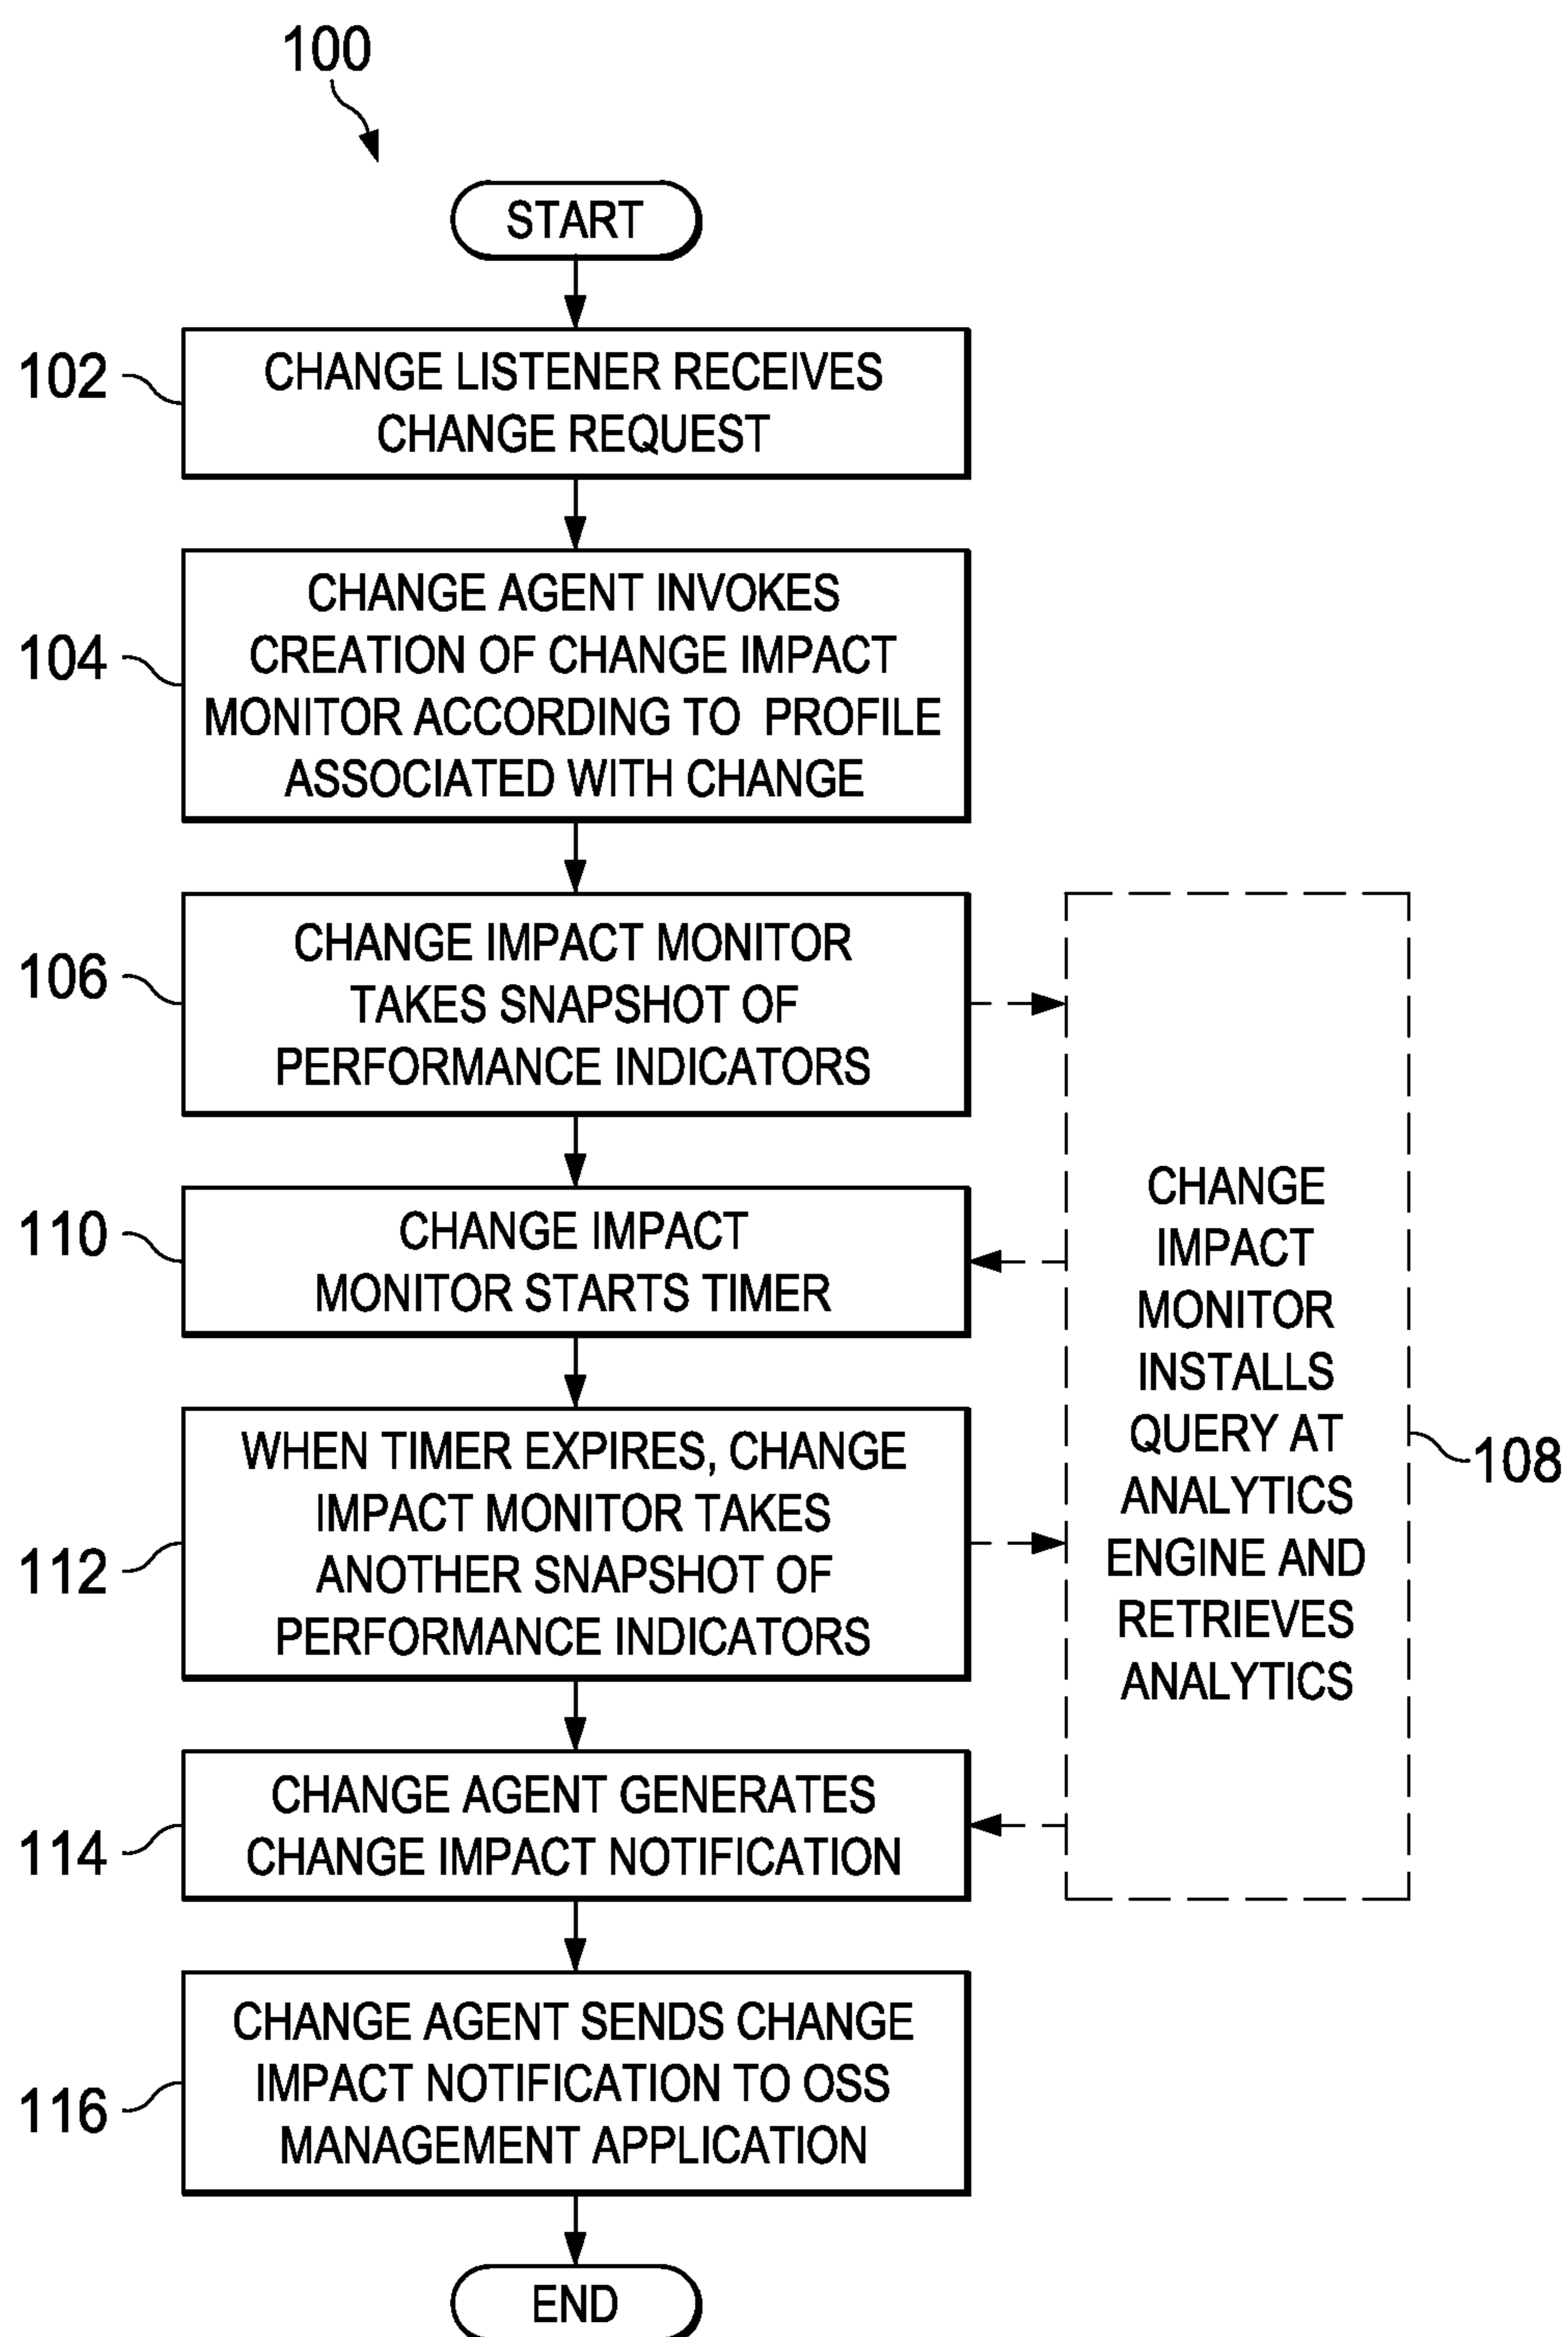 100
START
102
CHANGE LISTENER RECEIVES
CHANGE REQUEST
104
CHANGE AGENT INVOKES
CREATION OF CHANGE IMPACT
MONITOR ACCORDING TO PROFILE
ASSOCIATED WITH CHANGE
106
CHANGE IMPACT MONITOR
TAKES SNAPSHOT OF
PERFORMANCE INDICATORS
108
CHANGE
IMPACT
MONITOR
INSTALLS
QUERY AT
ANALYTICS
ENGINE AND
RETRIEVES
ANALYTICS
110
CHANGE IMPACT
MONITOR STARTS TIMER
112
WHEN TIMER EXPIRES, CHANGE
IMPACT MONITOR TAKES
ANOTHER SNAPSHOT OF
PERFORMANCE INDICATORS
114
CHANGE AGENT GENERATES
CHANGE IMPACT NOTIFICATION
116
CHANGE AGENT SENDS CHANGE
IMPACT NOTIFICATION TO OSS
MANAGEMENT APPLICATION
END